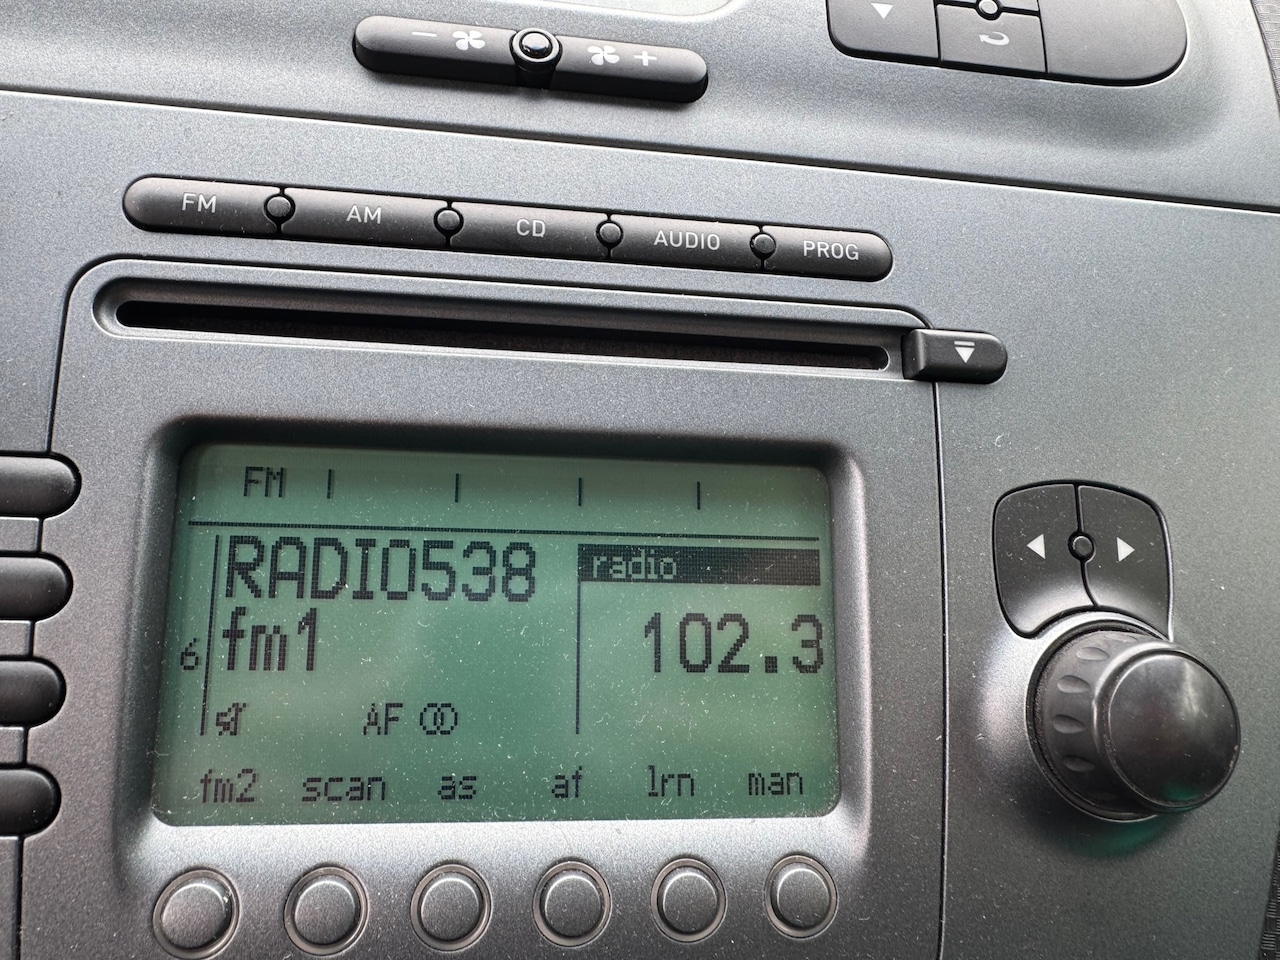 - +
FM AM CD AUDIO PROG
FM
RADIO538
radio
6 fm1
102.3
AF
fm2 scan as af lrn man